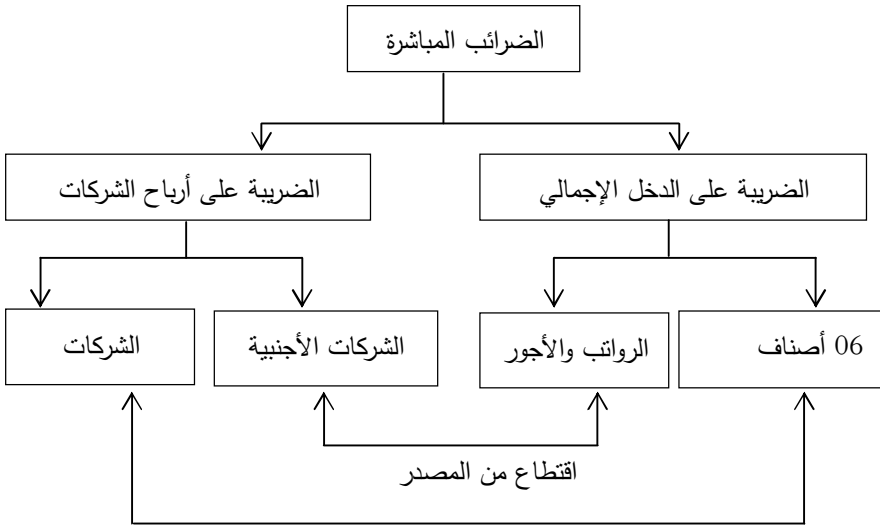 الضرائب المباشرة
الضريبة على الدخل الإجمالي
الضريبة على أرباح الشركات
06 أصناف
الرواتب والأجور
الشركات الأجنبية
الشركات
اقتطاع من المصدر